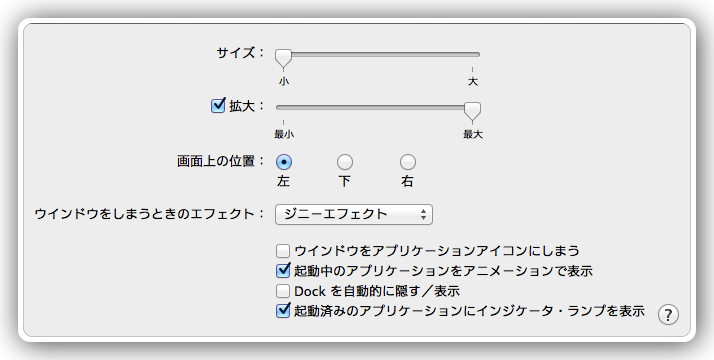 サイズ：
小 大
拡大：
最小 最大
画面上の位置：
左 下 右
ウインドウをしまうときのエフェクト： ジニーエフェクト
ウインドウをアプリケーションアイコンにしまう
起動中のアプリケーションをアニメーションで表示
Dock を自動的に隠す／表示
起動済みのアプリケーションにインジケータ・ランプを表示
?